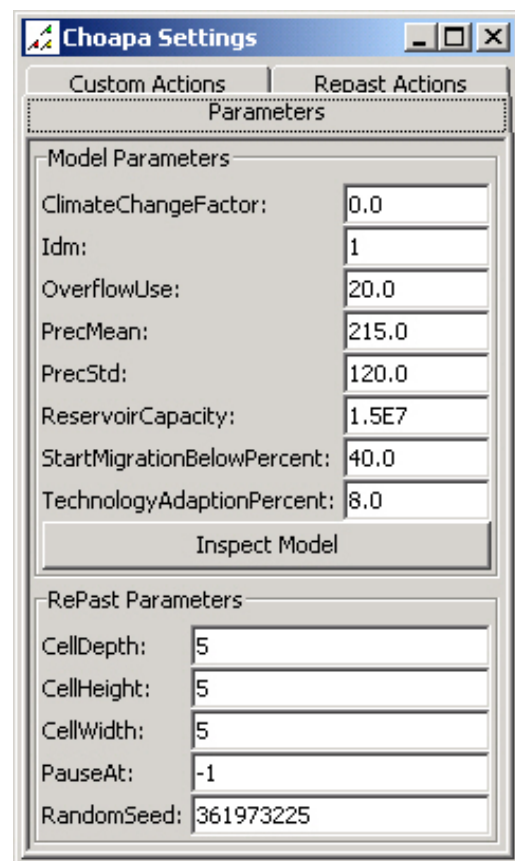 Choapa Settings
Custom Actions Repast Actions
Parameters
Model Parameters
ClimateChangeFactor: 0.0
Idm: 1
OverflowUse: 20.0
PrecMean: 215.0
PrecStd: 120.0
ReservoirCapacity: 1.5E7
StartMigrationBelowPercent: 40.0
TechnologyAdaptionPercent: 8.0
Inspect Model
RePast Parameters
CellDepth: 5
CellHeight: 5
CellWidth: 5
PauseAt: -1
RandomSeed: 361973225